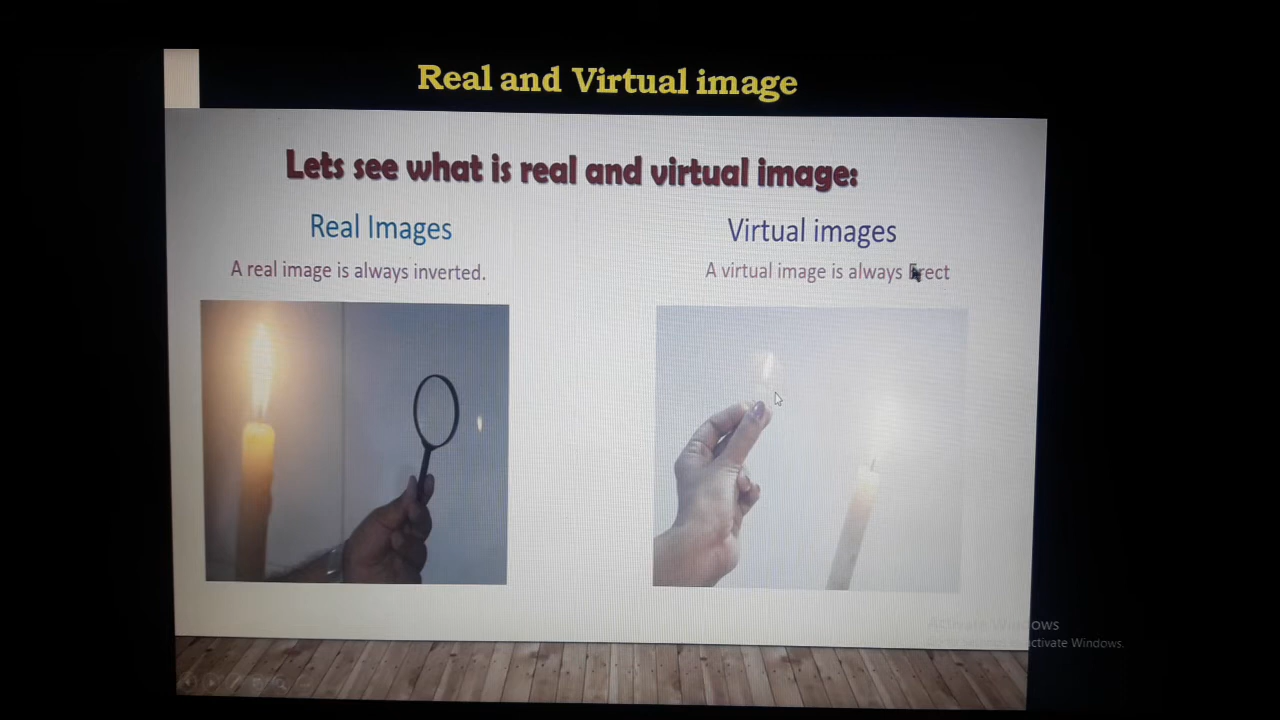 Real and Virtual image
Lets see what is real and virtual image:
Real Images
A real image is always inverted.
Virtual images
A virtual image is always Erect
Activate Windows
activate Windows.